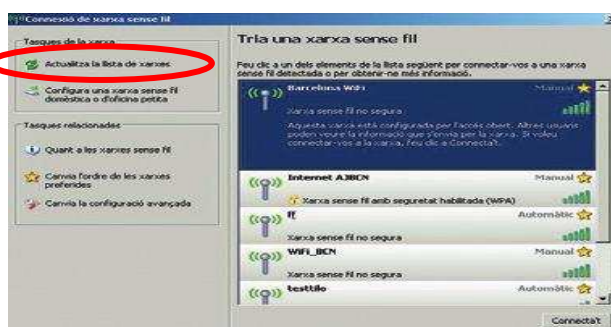 Connexió de xarxa sense fil
Tasques de la xarxa
Actualitza la llista de xarxes
Configura una xarxa sense fil
domèstica o d'oficina petita
Tasques relacionades
Quant a les xarxes sense fil
Canvia l'ordre de les xarxes
preferides
Canvia la configuració avançada
Tria una xarxa sense fil
Feu clic a un dels elements de la llista següent per connectar-vos a una xarxa
sense fil detectada o per obtenir-ne més informació.
Barcelona WiFi
Manual
Xarxa sense fil no segura
Aquesta xarxa està configurada per l'accés obert. Altres usuaris
poden veure la informació que s'envia per la xarxa. Si voleu
connectar-vos a la xarxa, feu clic a Connecta't.
Internet AJBCN
Manual
Xarxa sense fil amb seguretat habilitada (WPA)
Automàtic
Xarxa sense fil no segura
WiFi_BCN
Manual
Xarxa sense fil no segura
testtilo
Automàtic
Connecta't